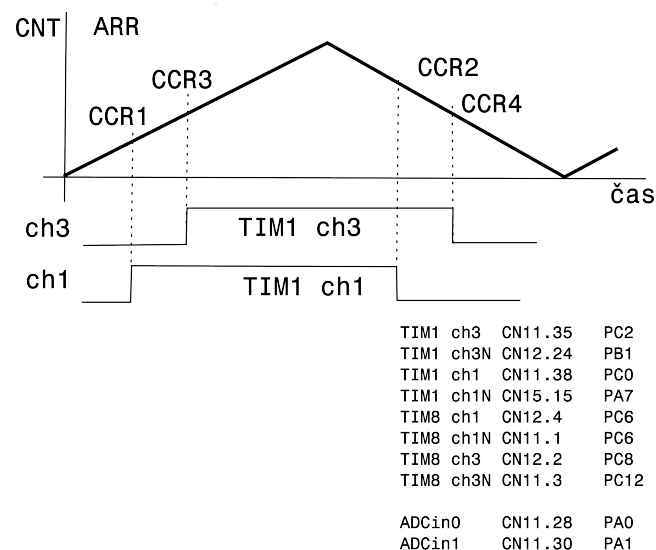 CNT ARR
CCR2
CCR3
CCR4
CCR1
čas
ch3 TIM1 ch3
ch1 TIM1 ch1
TIM1 ch3 CN11.35 PC2
TIM1 ch3N CN12.24 PB1
TIM1 ch1 CN11.38 PC0
TIM1 ch1N CN15.15 PA7
TIM8 ch1 CN12.4 PC6
TIM8 ch1N CN11.1 PC6
TIM8 ch3 CN12.2 PC8
TIM8 ch3N CN11.3 PC12
ADCin0 CN11.28 PA0
ADCin1 CN11.30 PA1